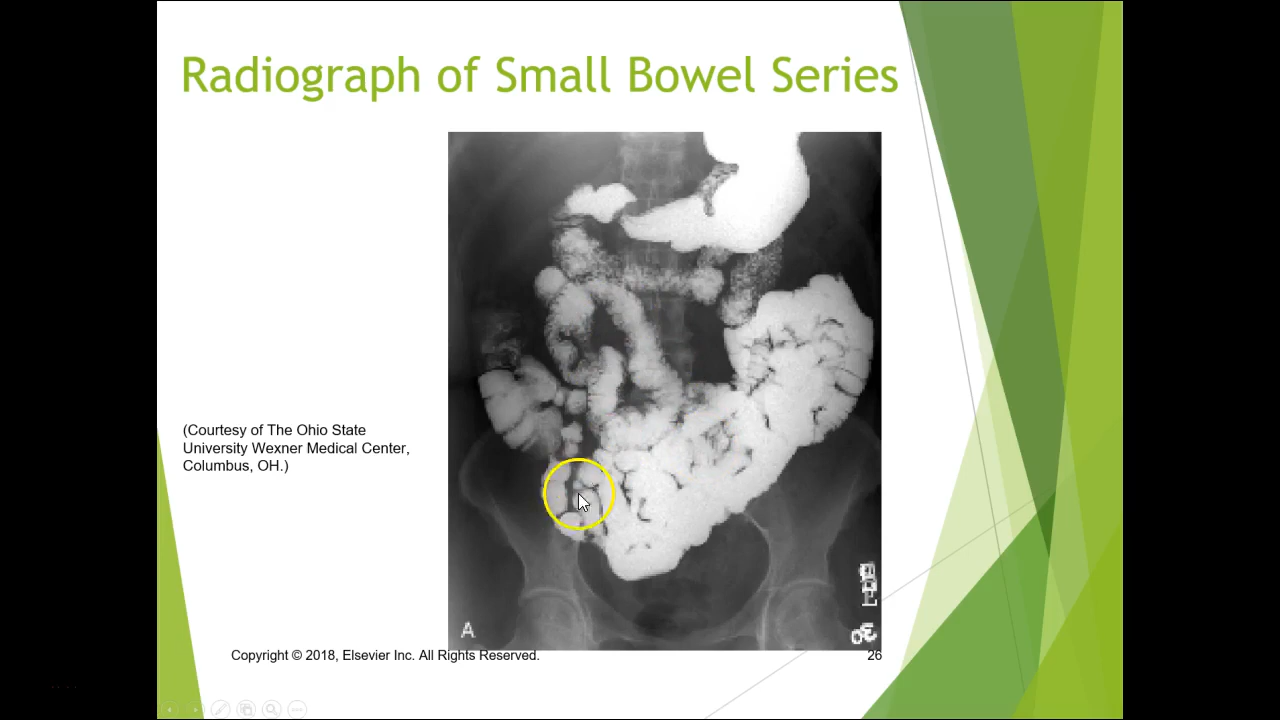 Radiograph of Small Bowel Series
(Courtesy of The Ohio State
University Wexner Medical Center,
Columbus, OH.)
A
30
Copyright © 2018, Elsevier Inc. All Rights Reserved.
26